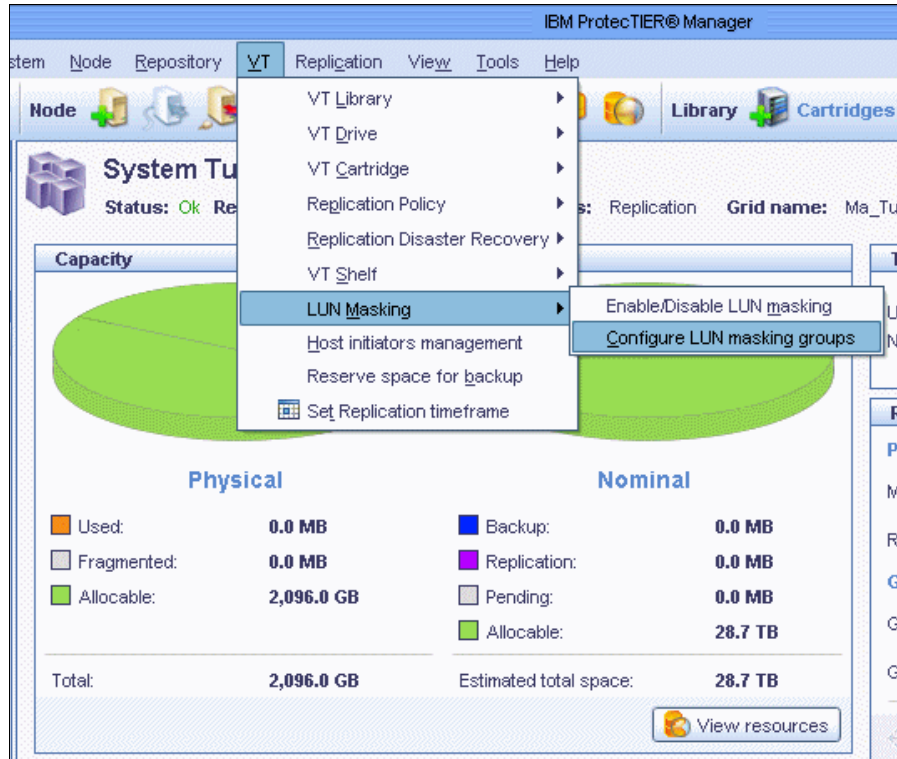 IBM ProtecTIER® Manager
stem Node Repository VT Replication View Tools Help
Node Library Cartridges
VT Library
VT Drive
VT Cartridge
Replication Policy
Replication Disaster Recovery
VT Shelf
LUN Masking
Host initiators management
Reserve space for backup
Set Replication timeframe
Enable/Disable LUN masking
Configure LUN masking groups
System Tu
Status: Ok Re s: Replication Grid name: Ma_Tu
Capacity
Physical
Used: 0.0 MB
Fragmented: 0.0 MB
Allocable: 2,096.0 GB
Total: 2,096.0 GB
Nominal
Backup: 0.0 MB
Replication: 0.0 MB
Pending: 0.0 MB
Allocable: 28.7 TB
Estimated total space: 28.7 TB
View resources